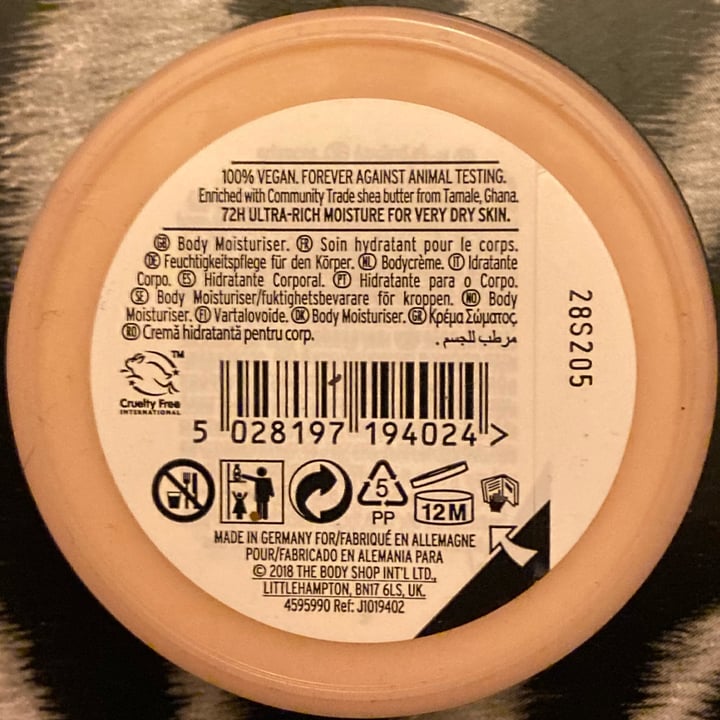 100% VEGAN. FOREVER AGAINST ANIMAL TESTING.
Enriched with Community Trade shea butter from Tamale, Ghana.
72H ULTRA-RICH MOISTURE FOR VERY DRY SKIN.
GB Body Moisturiser. FR Soin hydratant pour le corps.
DE Feuchtigkeitspflege für den Körper. NL Bodycrème. IT Idratante
Corpo. ES Hidratante Corporal. PT Hidratante para o Corpo.
SE Body Moisturiser/fuktighetsbevarare för kroppen. NO Body
Moisturiser. FI Vartalovoide. DK Body Moisturiser. GR Κρέμα Σώματος
RO Cremă hidratantă pentru corp. مرطب للجسم.
28S205
TM
Cruelty Free
INTERNATIONAL
5 028197 194024 >
5
PP
12M
MADE IN GERMANY FOR/FABRIQUÉ EN ALLEMAGNE
POUR/FABRICADO EN ALEMANIA PARA
© 2018 THE BODY SHOP INT'L LTD.,
LITTLEHAMPTON, BN17 6LS, UK.
4595990 Ref: J1019402